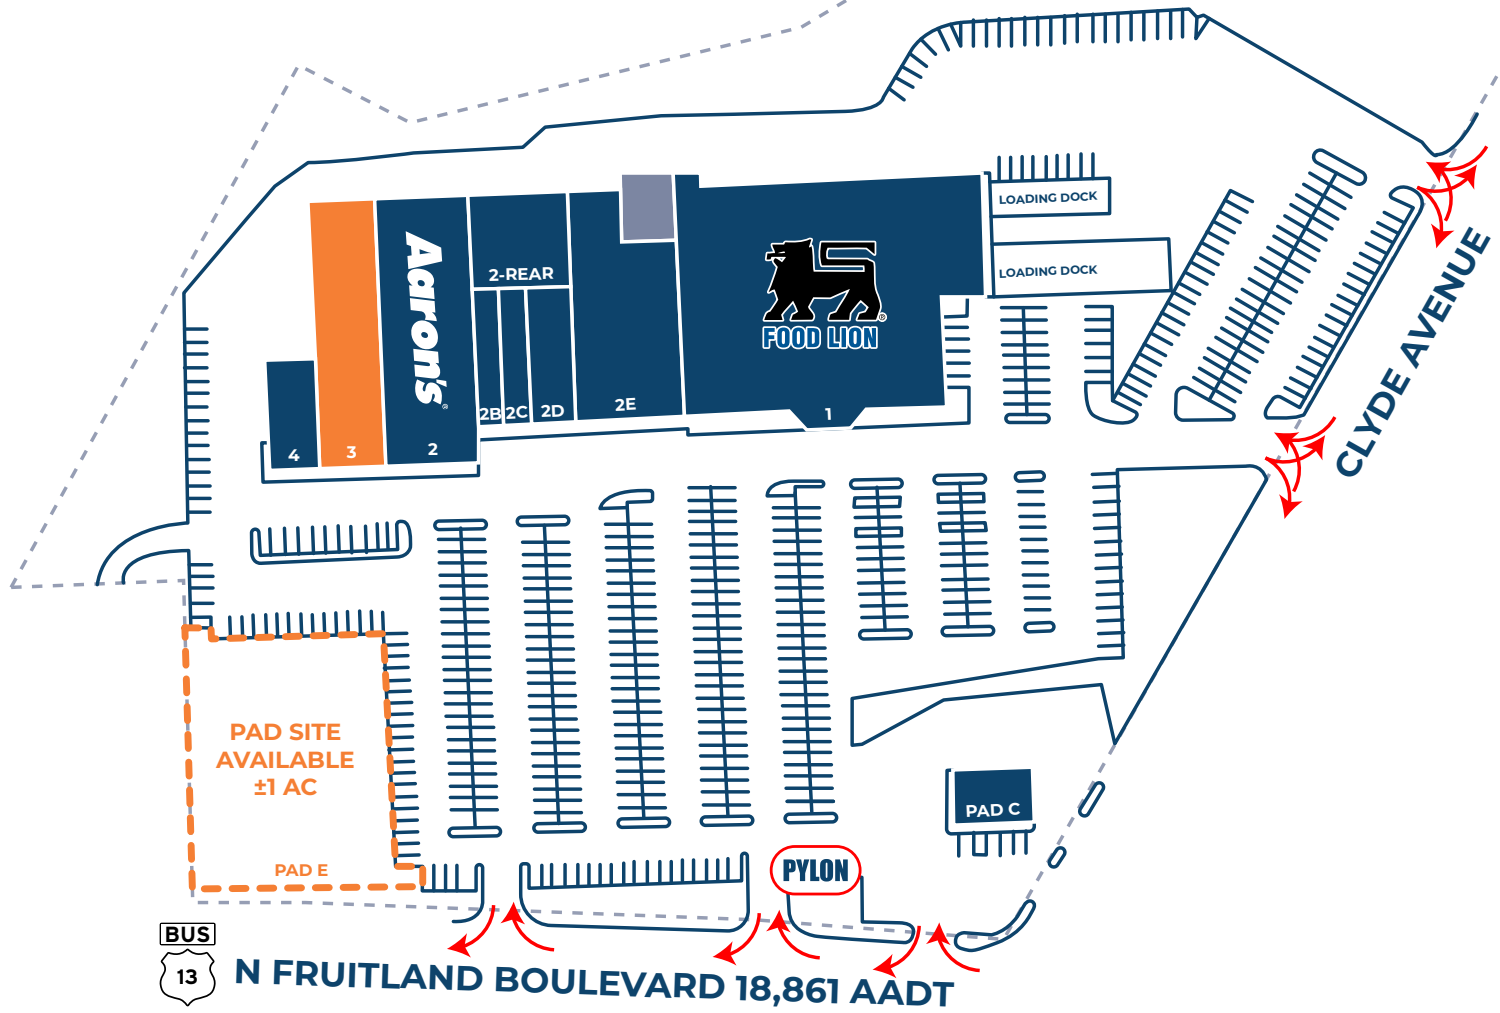 LOADING DOCK
LOADING DOCK
CLYDE AVENUE
Aaron's
®
2-REAR
FOOD LION
®
2B
2C
2D
2E
1
4
3
2
PAD SITE
AVAILABLE
±1 AC
PAD E
PAD C
PYLON
BUS
13
N FRUITLAND BOULEVARD 18,861 AADT